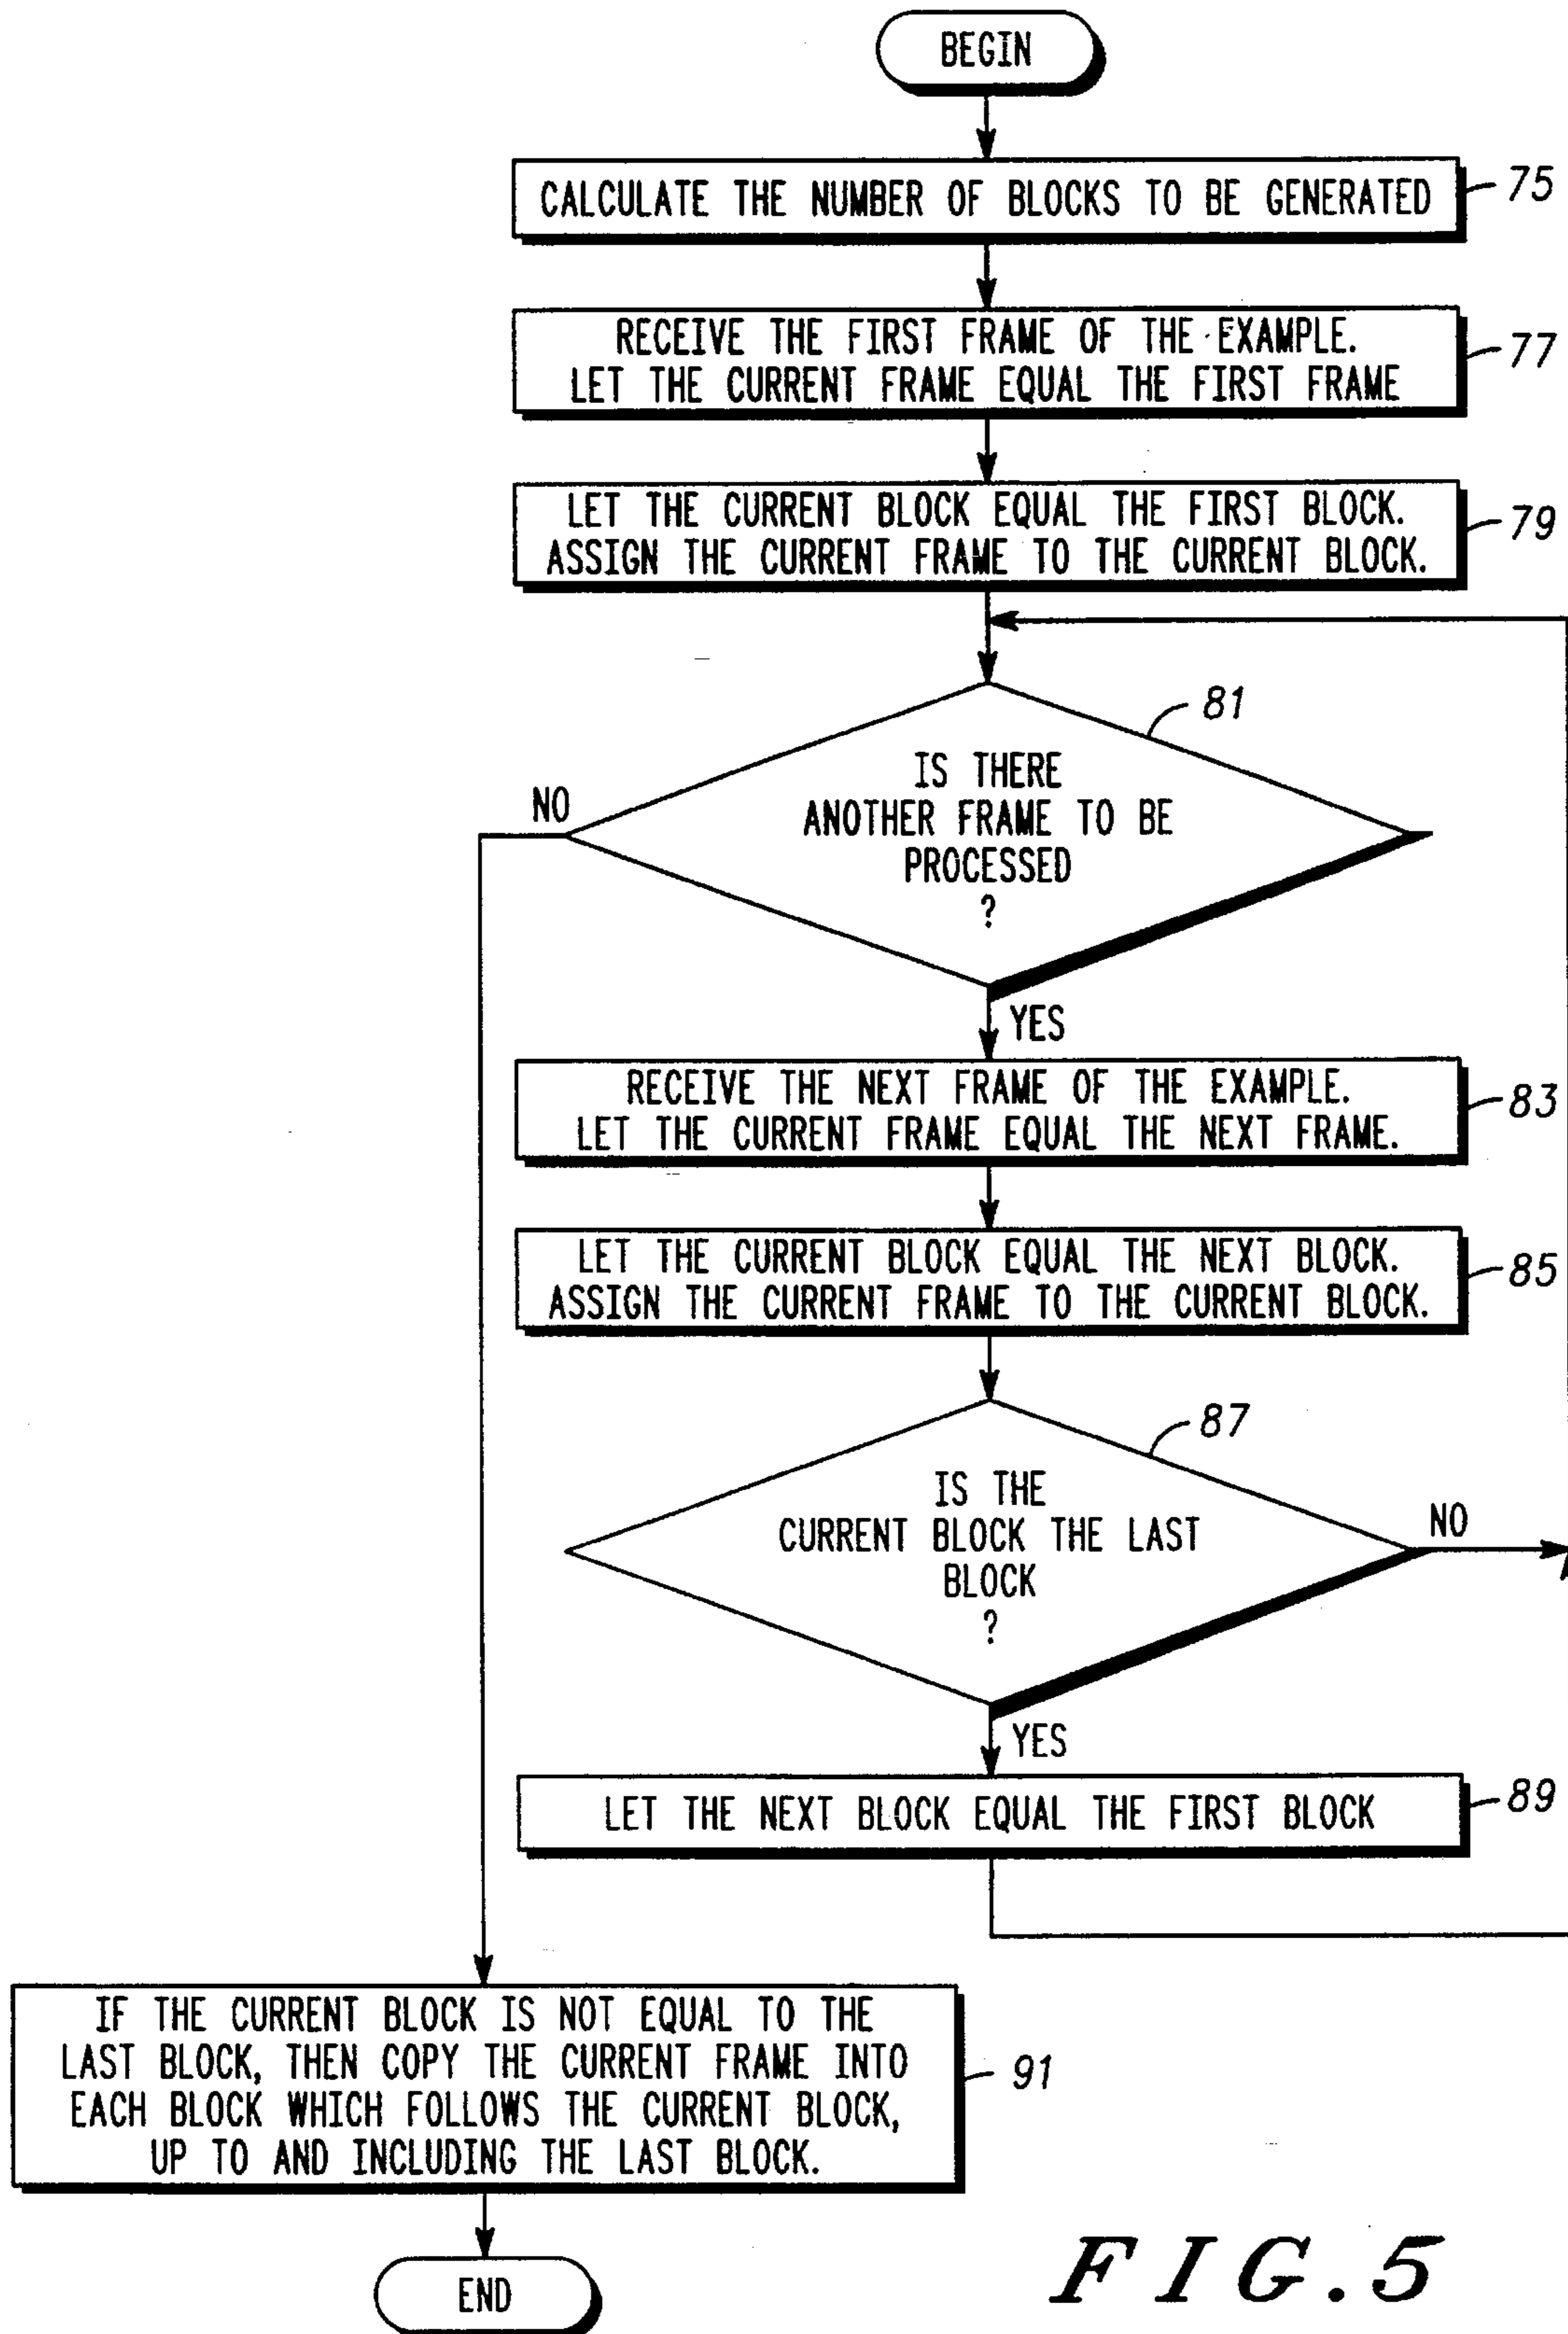 BEGIN
CALCULATE THE NUMBER OF BLOCKS TO BE GENERATED
75
RECEIVE THE FIRST FRAME OF THE EXAMPLE.
LET THE CURRENT FRAME EQUAL THE FIRST FRAME
77
LET THE CURRENT BLOCK EQUAL THE FIRST BLOCK.
ASSIGN THE CURRENT FRAME TO THE CURRENT BLOCK.
79
81
IS THERE
ANOTHER FRAME TO BE
PROCESSED
?
NO
YES
RECEIVE THE NEXT FRAME OF THE EXAMPLE.
LET THE CURRENT FRAME EQUAL THE NEXT FRAME.
83
LET THE CURRENT BLOCK EQUAL THE NEXT BLOCK.
ASSIGN THE CURRENT FRAME TO THE CURRENT BLOCK.
85
87
IS THE
CURRENT BLOCK THE LAST
BLOCK
?
NO
YES
LET THE NEXT BLOCK EQUAL THE FIRST BLOCK
89
IF THE CURRENT BLOCK IS NOT EQUAL TO THE
LAST BLOCK, THEN COPY THE CURRENT FRAME INTO
EACH BLOCK WHICH FOLLOWS THE CURRENT BLOCK,
UP TO AND INCLUDING THE LAST BLOCK.
91
END
FIG.5